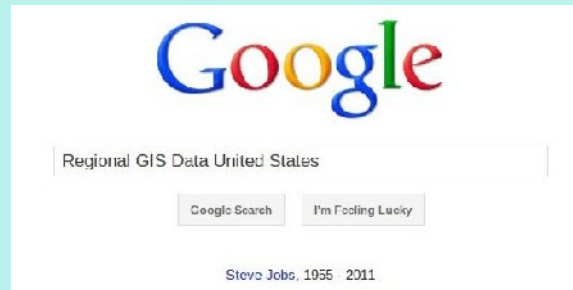 Google
Regional GIS Data United States
Google Search I'm Feeling Lucky
Steve Jobs, 1955 - 2011